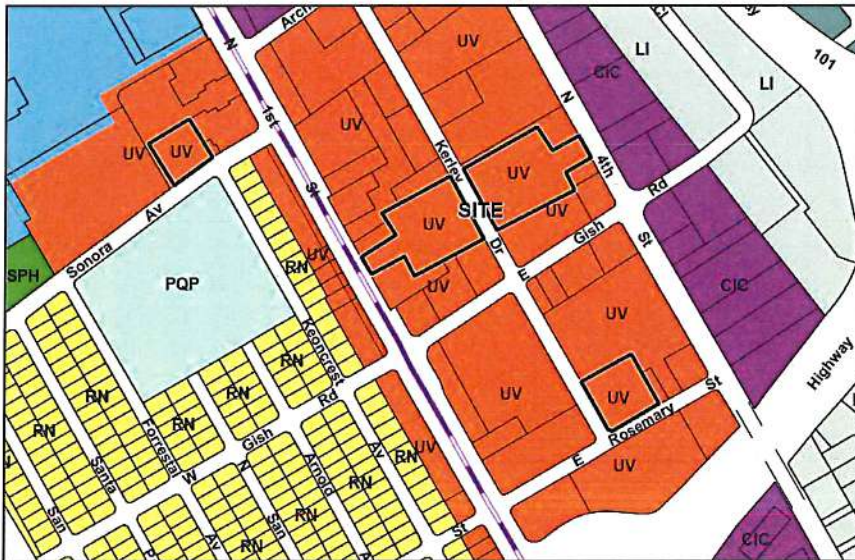 Arch
N
1st
St
UV
UV
UV
UV
UV
Kerley
Dr
N
4th
St
CIC
LI
LI
101
SITE
UV
UV
UV
UV
E
Gish
Rd
SPH
Sonora
Av
PQP
RN
UV
Keoncrest
Av
UV
CIC
Highway
RN
RN
RN
RN
RN
RN
RN
RN
W
Gish
Rd
UV
UV
UV
E
Rosemary
St
UV
CIC
San
Santa
Forrestal
Av
N
San
Arnold
St